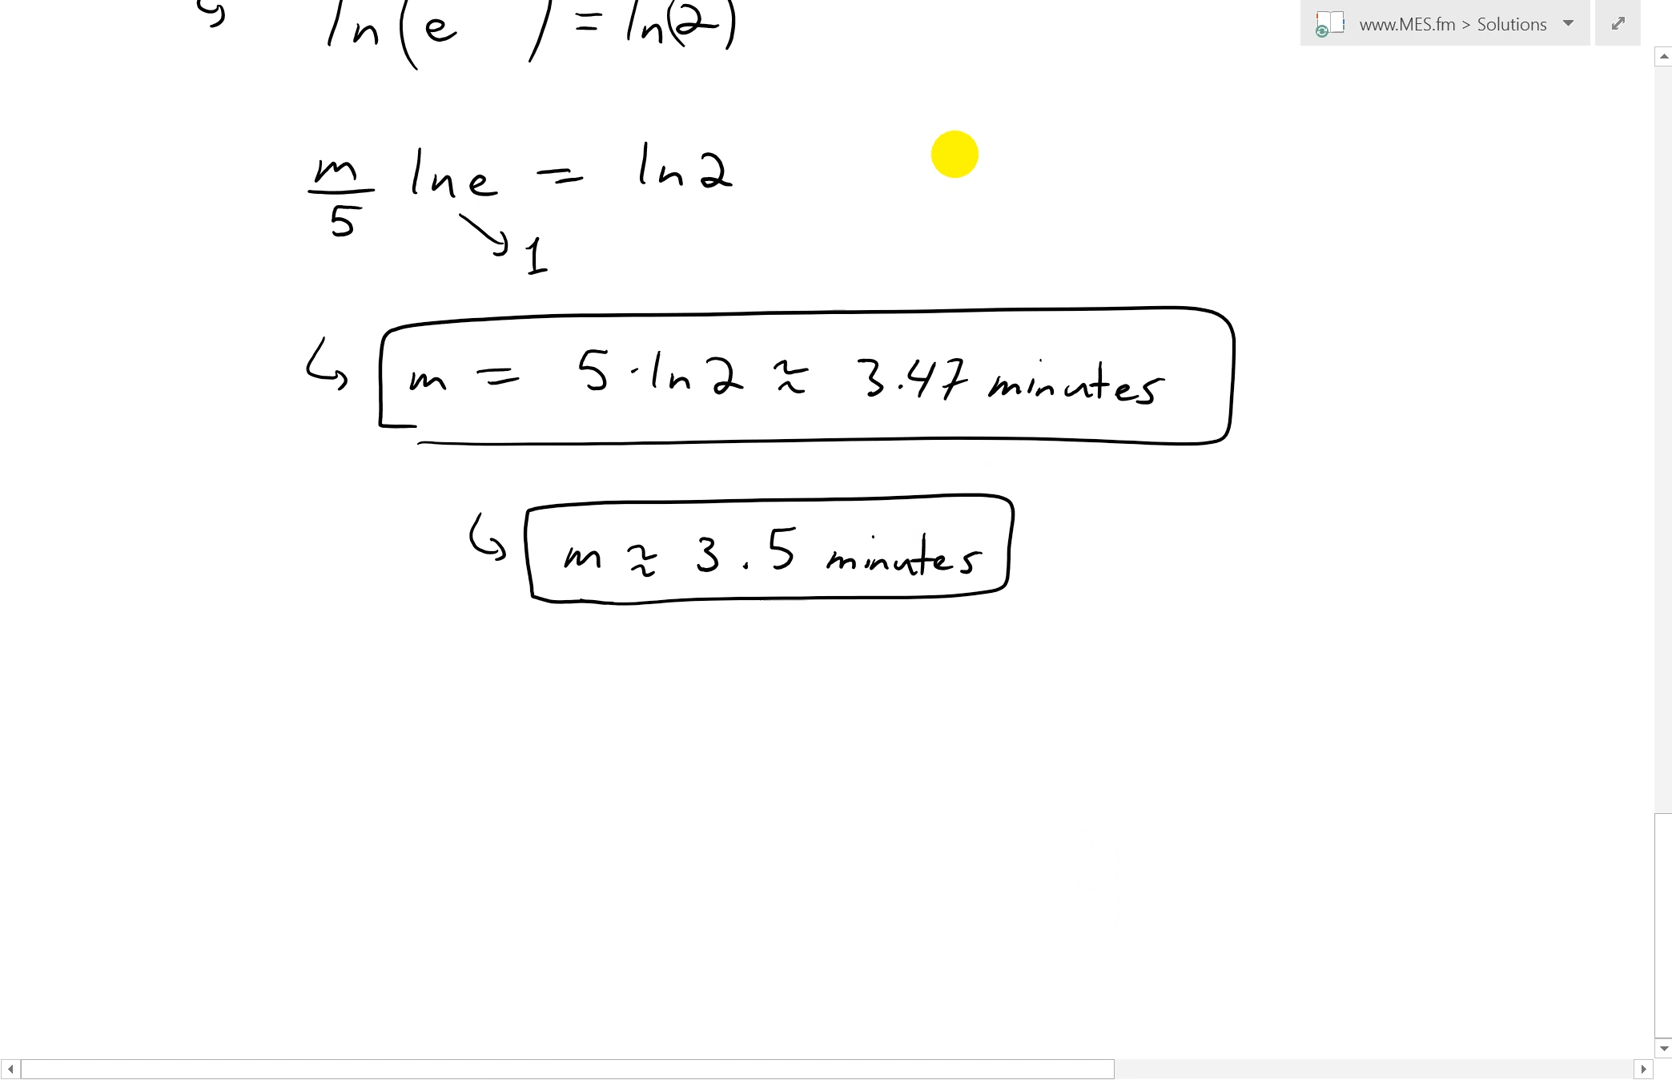 www.MES.fm > Solutions
ln(e ) = ln(2)
m/5 ln e = ln 2
1
m = 5 · ln 2 ≈ 3.47 minutes
m ≈ 3.5 minutes